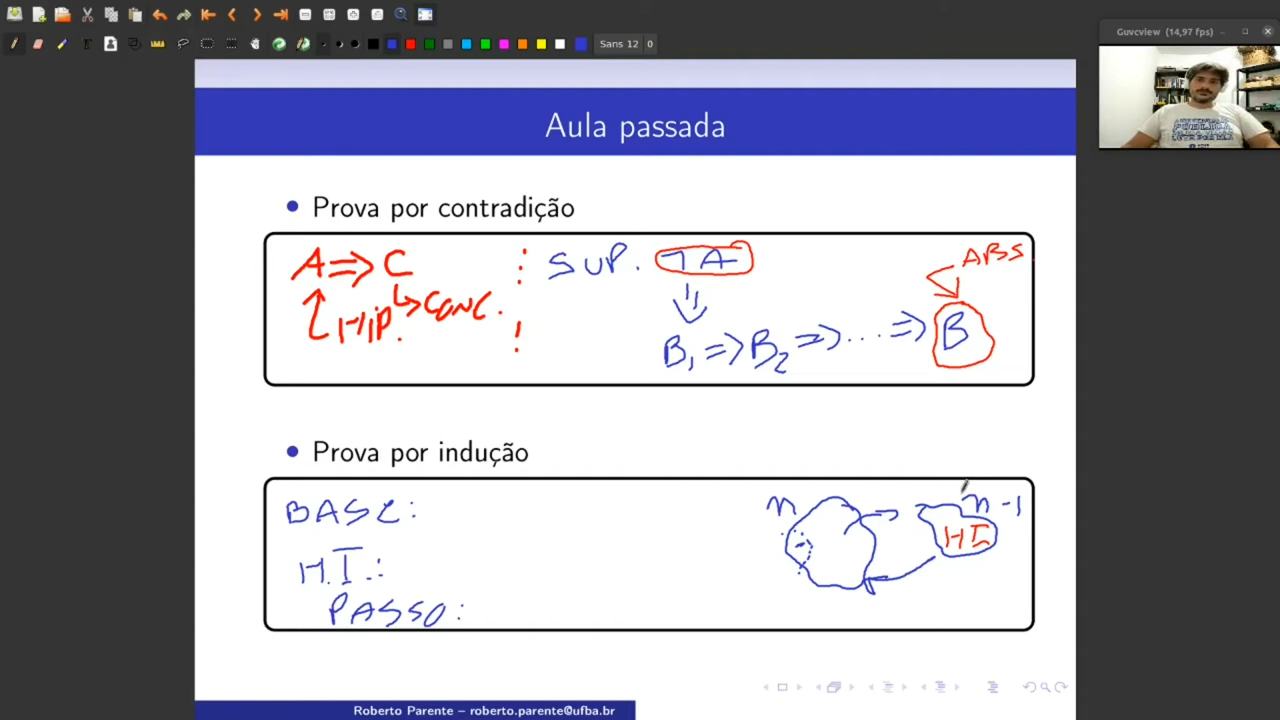 Sans 12 0
Guvcview (14,97 fps)
Aula passada
• Prova por contradição
A => C
HIP.
CONC.
SUP. ¬A
B1 => B2 => ... => B
ABS
• Prova por indução
BASE:
H.I.:
PASSO:
n
n-1
HI
Roberto Parente – roberto.parente@ufba.br